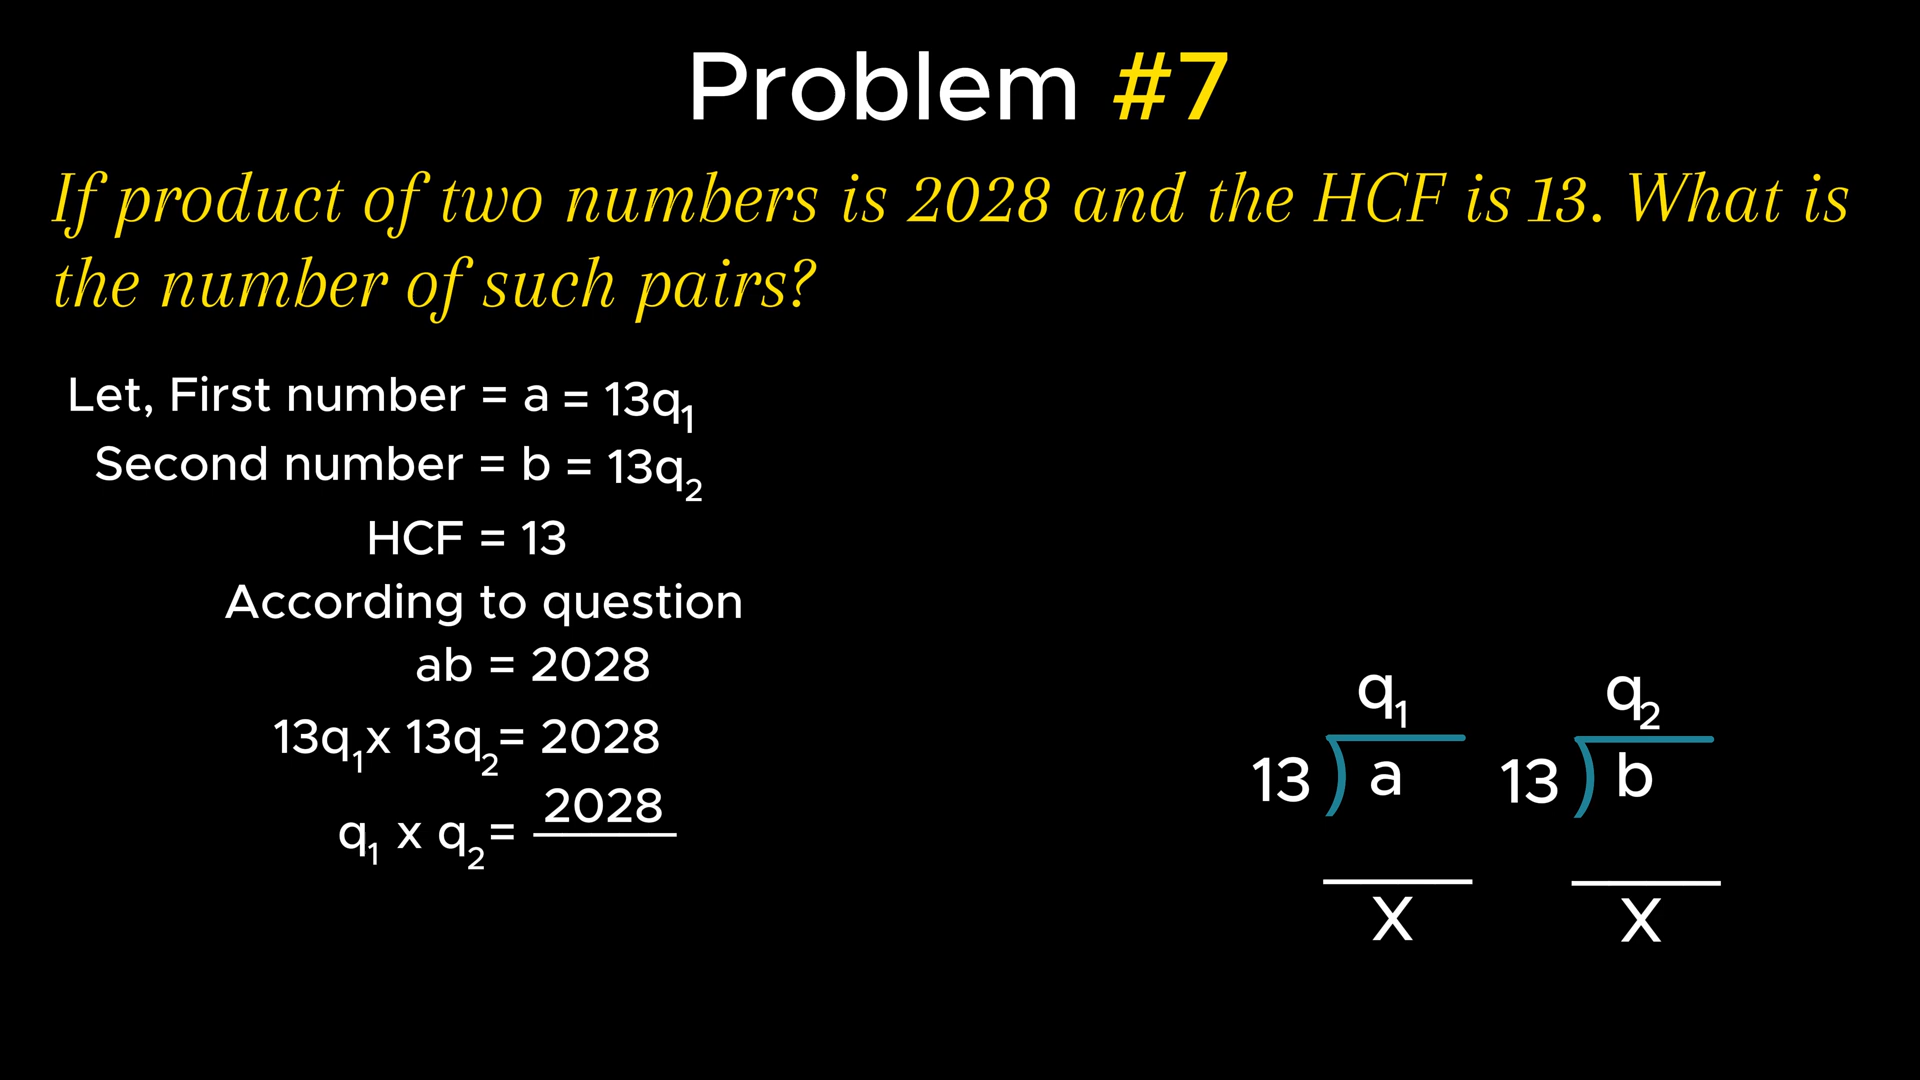 Problem #7
If product of two numbers is 2028 and the HCF is 13. What is
the number of such pairs?
Let, First number = a = 13q₁
Second number = b = 13q₂
HCF = 13
According to question
ab = 2028
13q₁x 13q₂= 2028
q₁ x q₂= 2028
q₁ q₂
13 ) a 13 ) b
X X